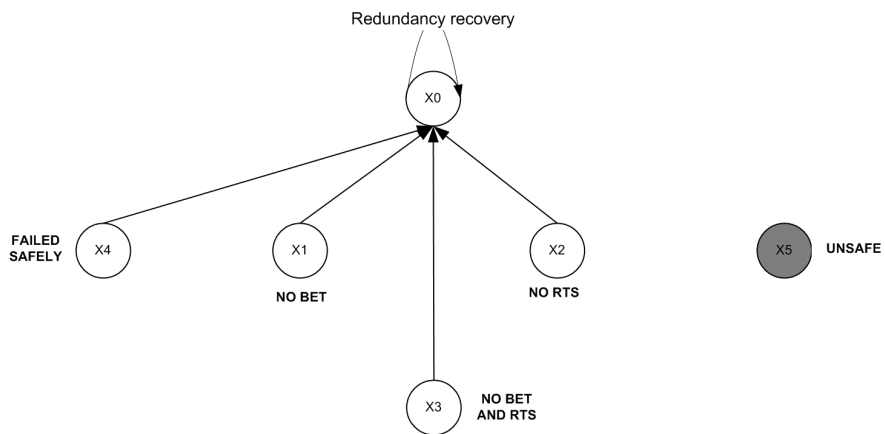 Redundancy recovery
X0
FAILED
SAFELY
X4
X1
X2
X5
UNSAFE
NO BET
NO RTS
X3
NO BET
AND RTS